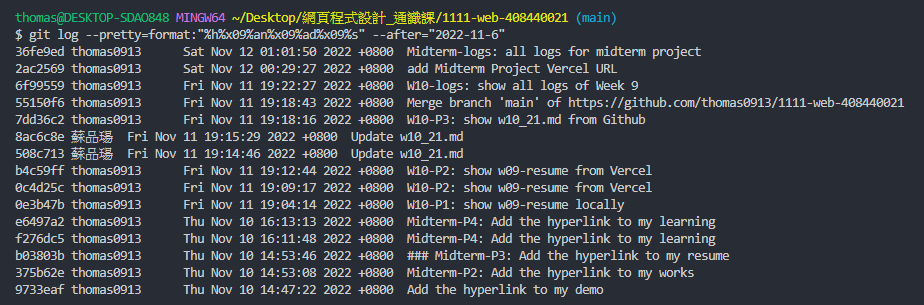 thomas@DESKTOP-SDAO848 MINGW64 ~/Desktop/網頁程式設計_通識課/1111-web-408440021 (main)
$ git log --pretty=format:"%h%x09%an%x09%ad%x09%s" --after="2022-11-6"
36fe9ed thomas0913 Sat Nov 12 01:01:50 2022 +0800 Midterm-logs: all logs for midterm project
2ac2569 thomas0913 Sat Nov 12 00:29:27 2022 +0800 add Midterm Project Vercel URL
6f99559 thomas0913 Fri Nov 11 19:22:27 2022 +0800 W10-logs: show all logs of Week 9
55150f6 thomas0913 Fri Nov 11 19:18:43 2022 +0800 Merge branch 'main' of https://github.com/thomas0913/1111-web-408440021
7dd36c2 thomas0913 Fri Nov 11 19:18:16 2022 +0800 W10-P3: show w10_21.md from Github
8ac6c8e 蘇品瑒 Fri Nov 11 19:15:29 2022 +0800 Update w10_21.md
508c713 蘇品瑒 Fri Nov 11 19:14:46 2022 +0800 Update w10_21.md
b4c59ff thomas0913 Fri Nov 11 19:12:44 2022 +0800 W10-P2: show w09-resume from Vercel
0c4d25c thomas0913 Fri Nov 11 19:09:17 2022 +0800 W10-P2: show w09-resume from Vercel
0e3b47b thomas0913 Fri Nov 11 19:04:14 2022 +0800 W10-P1: show w09-resume locally
e6497a2 thomas0913 Thu Nov 10 16:13:13 2022 +0800 Midterm-P4: Add the hyperlink to my learning
f276dc5 thomas0913 Thu Nov 10 16:11:48 2022 +0800 Midterm-P4: Add the hyperlink to my learning
b03803b thomas0913 Thu Nov 10 14:53:46 2022 +0800 ### Midterm-P3: Add the hyperlink to my resume
375b62e thomas0913 Thu Nov 10 14:53:08 2022 +0800 Midterm-P2: Add the hyperlink to my works
9733eaf thomas0913 Thu Nov 10 14:47:22 2022 +0800 Add the hyperlink to my demo